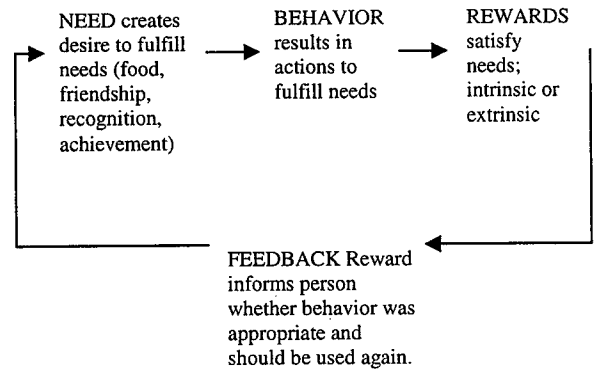 NEED creates
desire to fulfill
needs (food,
friendship,
recognition,
achievement)
BEHAVIOR
results in
actions to
fulfill needs
REWARDS
satisfy
needs;
intrinsic or
extrinsic
FEEDBACK Reward
informs person
whether behavior was
appropriate and
should be used again.